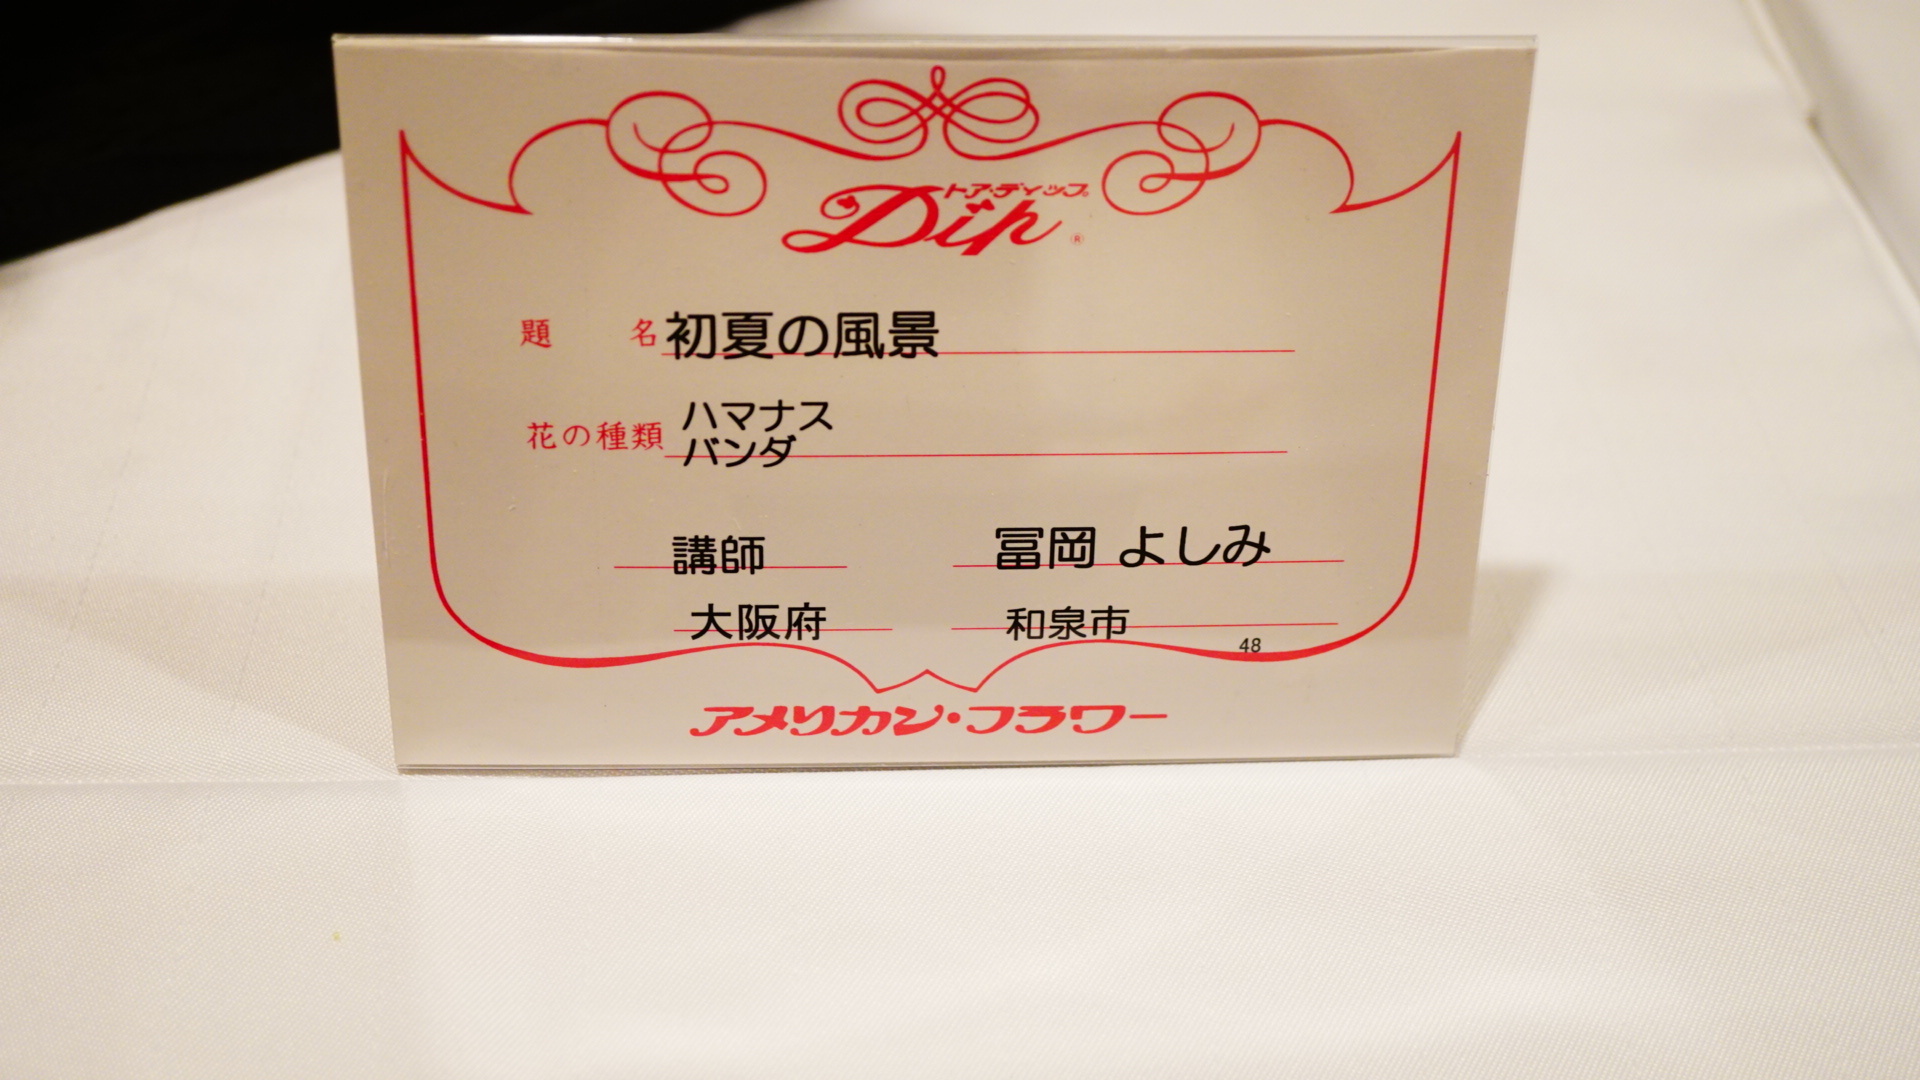 トア・ディップ
Dip ®
題 名 初夏の風景
花の種類 ハマナス
バンダ
講師 冨岡 よしみ
大阪府 和泉市
48
アメリカン・フラワー